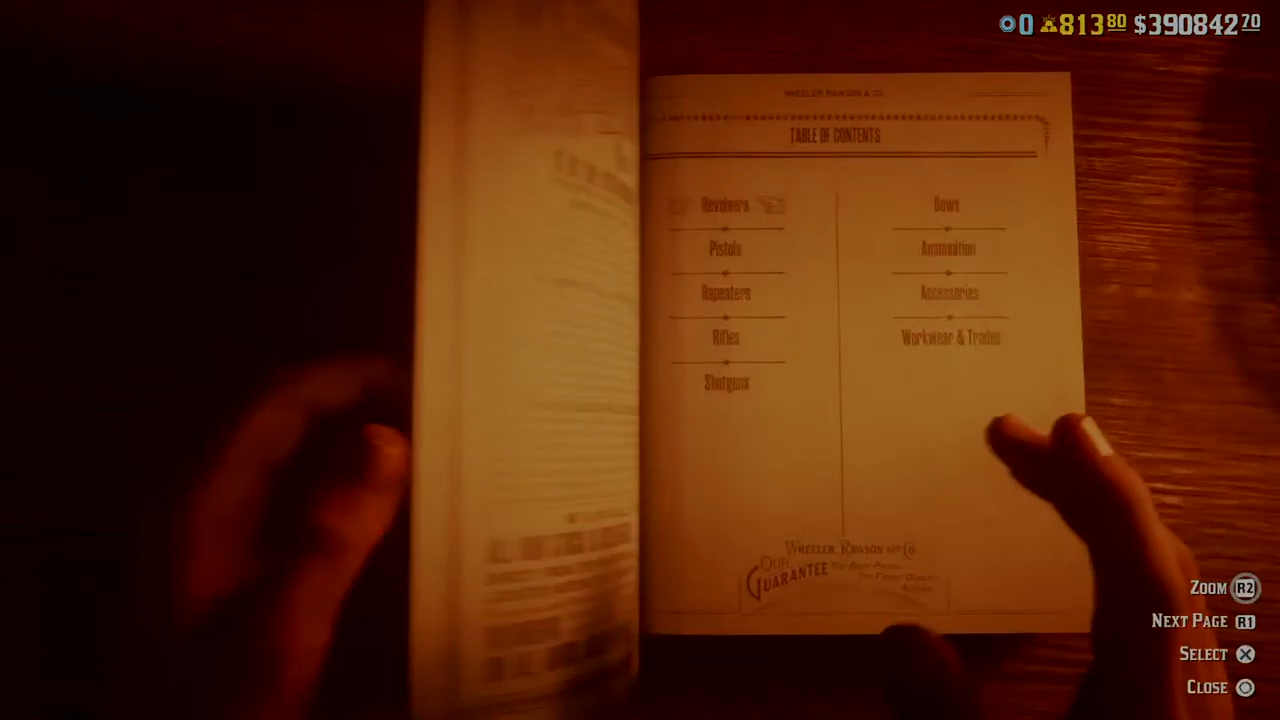 0 813 80 $390842 70
WHEELER, RAWSON & CO
TABLE OF CONTENTS
Revolvers
Pistols
Repeaters
Rifles
Shotguns
Bows
Ammunition
Accessories
Workwear & Trades
WHEELER, RAWSON AND CO
OUR
GUARANTEE
ZOOM R2
NEXT PAGE R1
SELECT
CLOSE